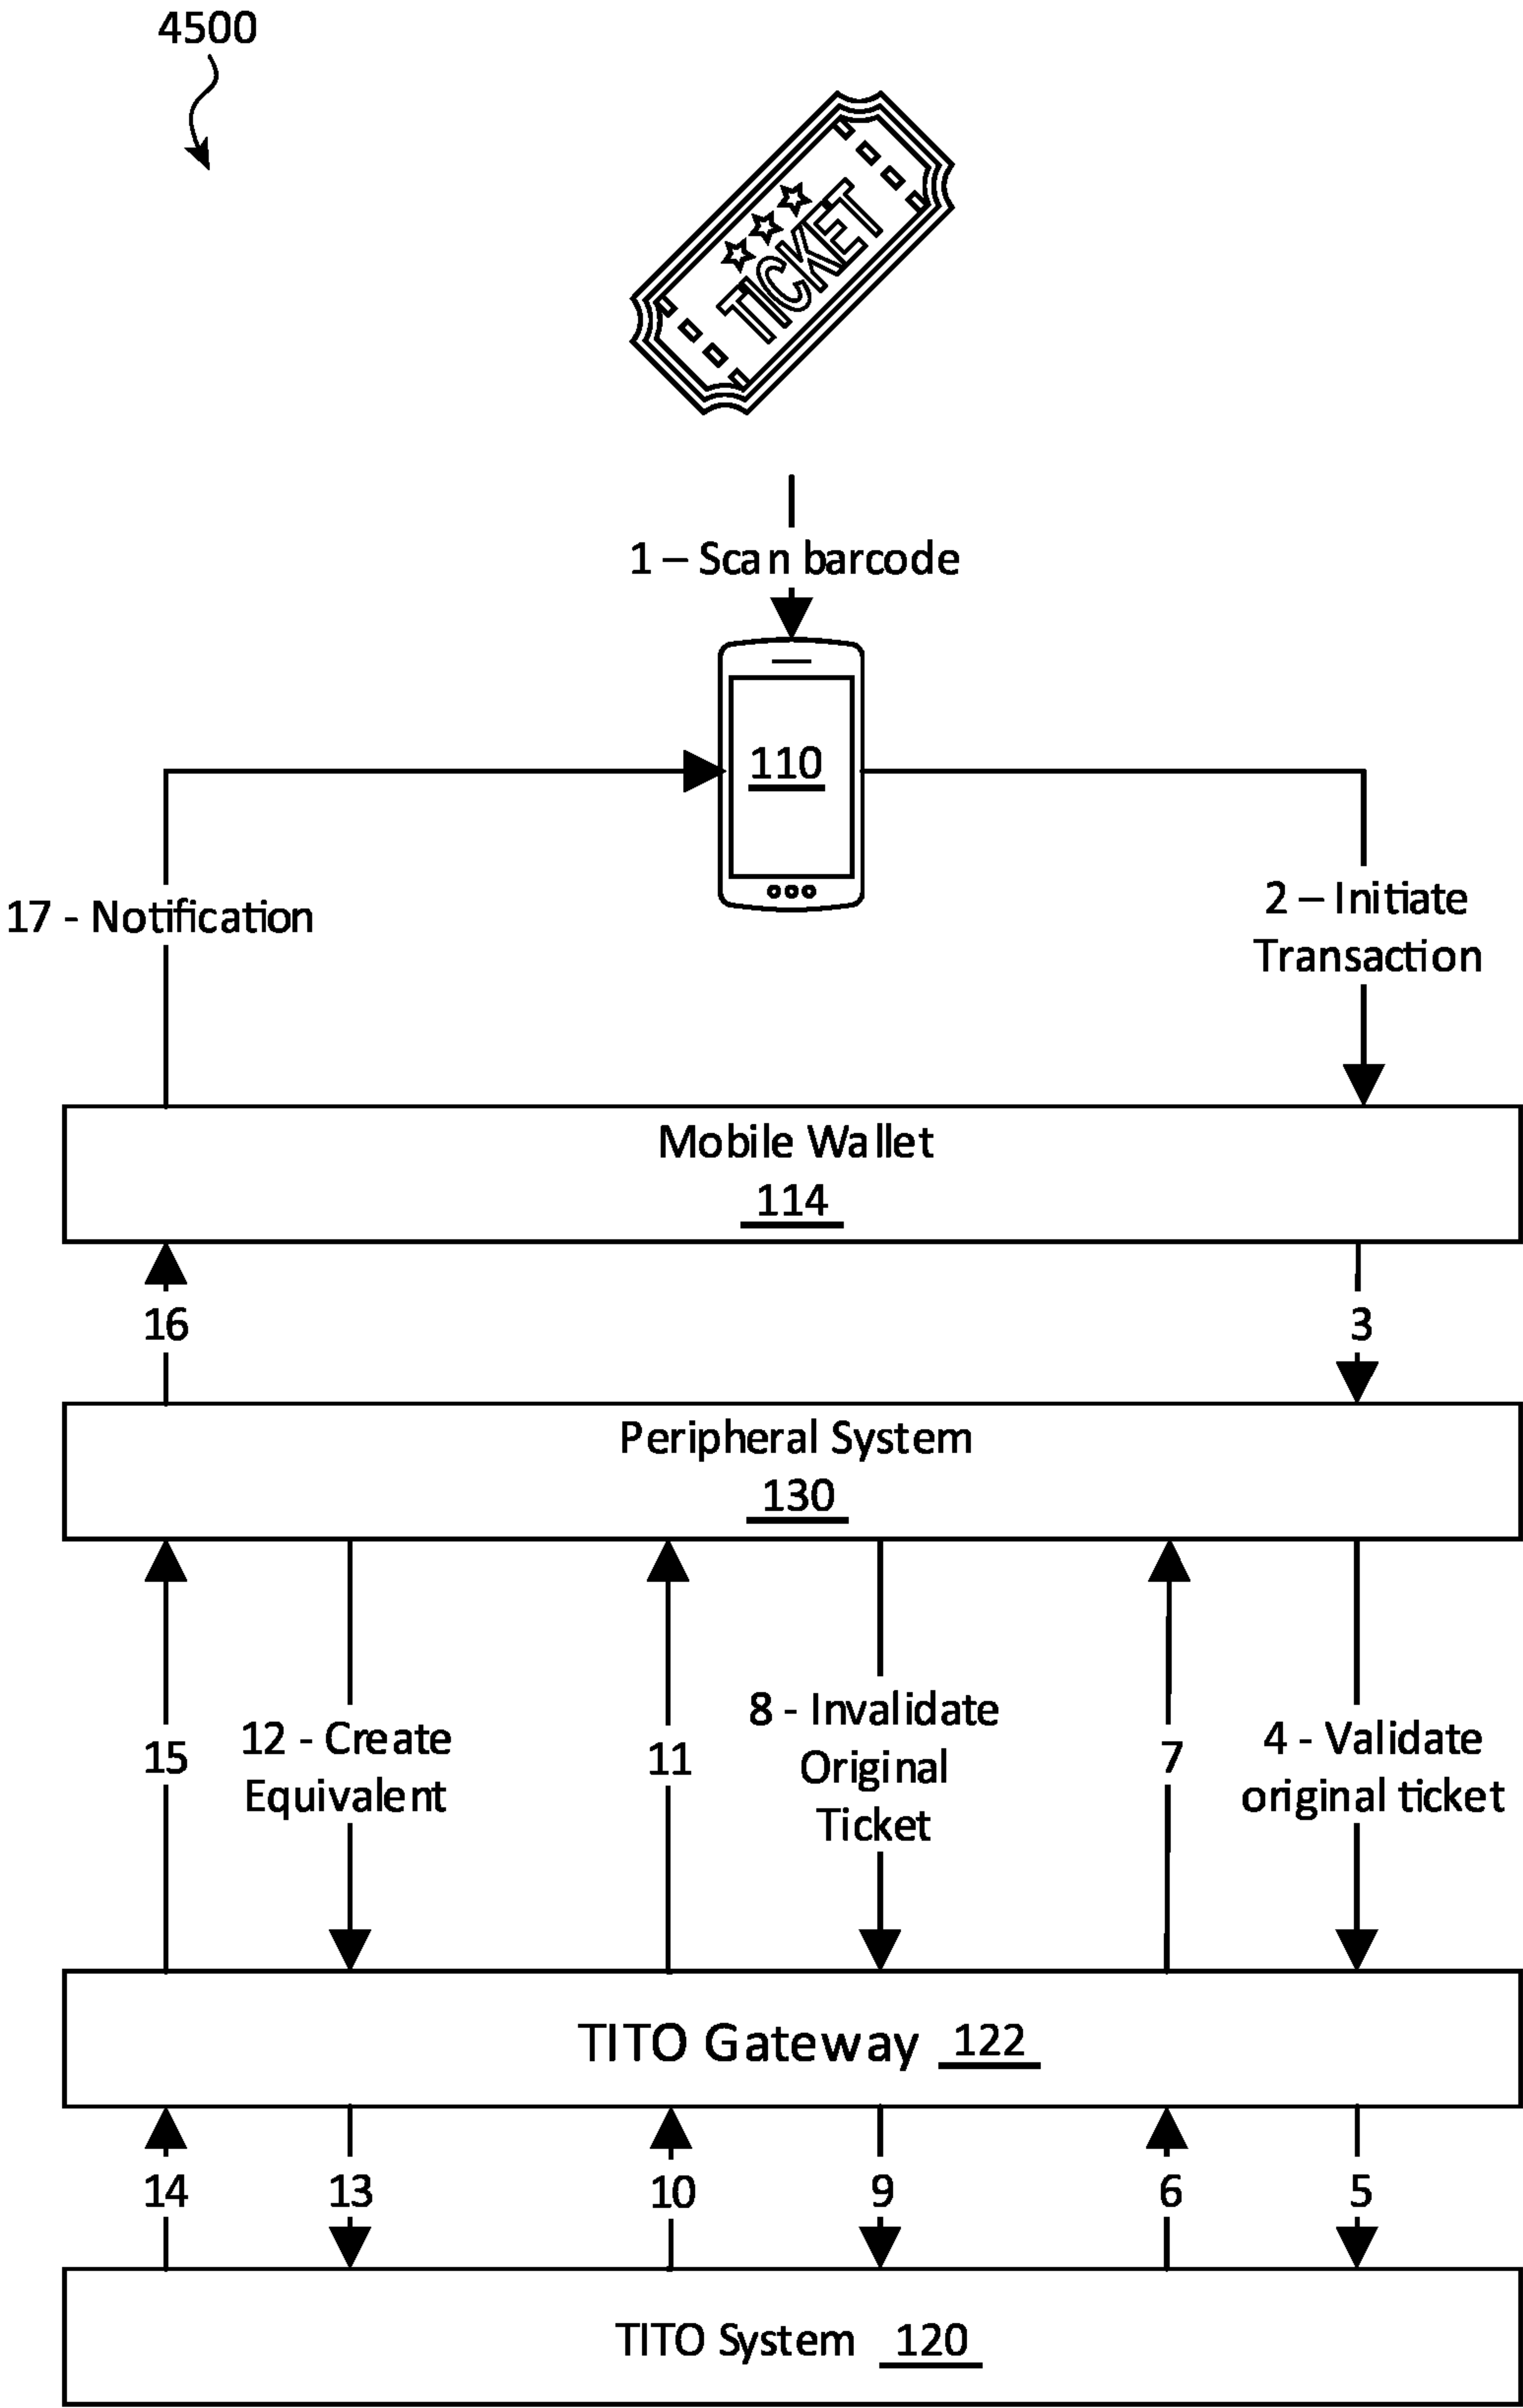 4500
TICKET
1 – Scan barcode
110
17 - Notification
2 – Initiate
Transaction
Mobile Wallet
114
16
3
Peripheral System
130
15
12 - Create
Equivalent
11
8 - Invalidate
Original
Ticket
7
4 - Validate
original ticket
TITO Gateway 122
14
13
10
9
6
5
TITO System 120